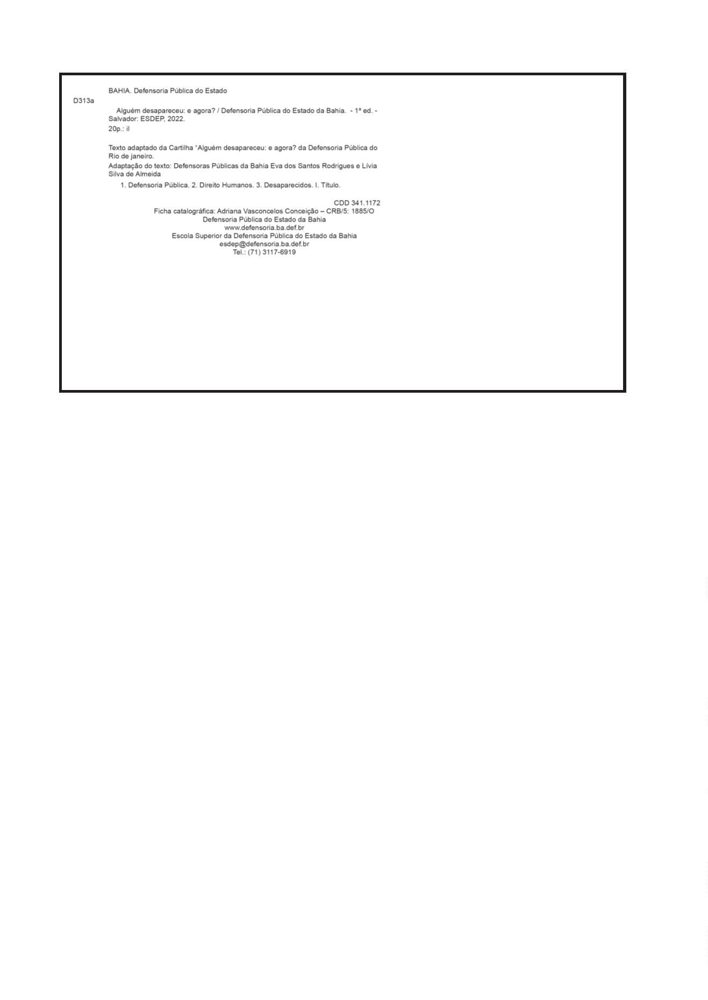 BAHIA. Defensoria Pública do Estado
D313a
Alguém desapareceu: e agora? / Defensoria Pública do Estado da Bahia. - 1ª ed. -
Salvador: ESDEP, 2022.
20p.: il
Texto adaptado da Cartilha “Alguém desapareceu: e agora? da Defensoria Pública do
Rio de janeiro.
Adaptação do texto: Defensoras Públicas da Bahia Eva dos Santos Rodrigues e Lívia
Silva de Almeida
1. Defensoria Pública. 2. Direito Humanos. 3. Desaparecidos. I. Título.
CDD 341.1172
Ficha catalográfica: Adriana Vasconcelos Conceição – CRB/5: 1885/O
Defensoria Pública do Estado da Bahia
www.defensoria.ba.def.br
Escola Superior da Defensoria Pública do Estado da Bahia
esdep@defensoria.ba.def.br
Tel.: (71) 3117-6919